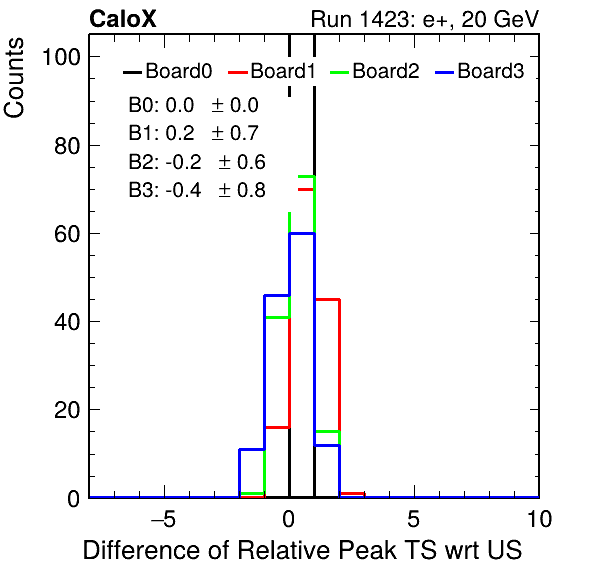 CaloX Run 1423: e+, 20 GeV
Counts
100
80
60
40
20
0
Board0 Board1 Board2 Board3
B0: 0.0 ± 0.0
B1: 0.2 ± 0.7
B2: -0.2 ± 0.6
B3: -0.4 ± 0.8
−5 0 5 10
Difference of Relative Peak TS wrt US